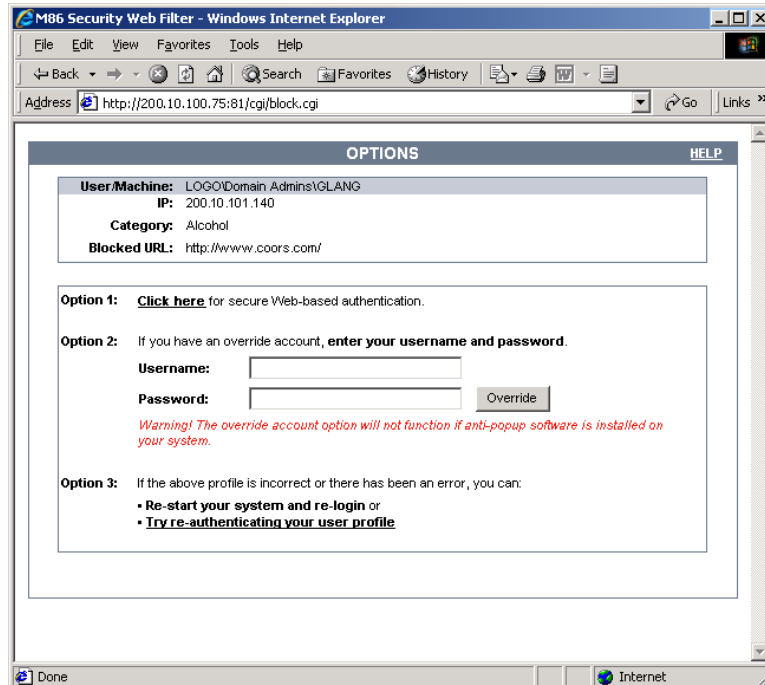 M86 Security Web Filter - Windows Internet Explorer
File Edit View Favorites Tools Help
Back Search Favorites History
Address http://200.10.100.75:81/cgi/block.cgi Go Links »
OPTIONS HELP
User/Machine: LOGO\Domain Admins\GLANG
IP: 200.10.101.140
Category: Alcohol
Blocked URL: http://www.coors.com/
Option 1: Click here for secure Web-based authentication.
Option 2: If you have an override account, enter your username and password.
Username:
Password: Override
Warning! The override account option will not function if anti-popup software is installed on
your system.
Option 3: If the above profile is incorrect or there has been an error, you can:
• Re-start your system and re-login or
• Try re-authenticating your user profile
Done Internet